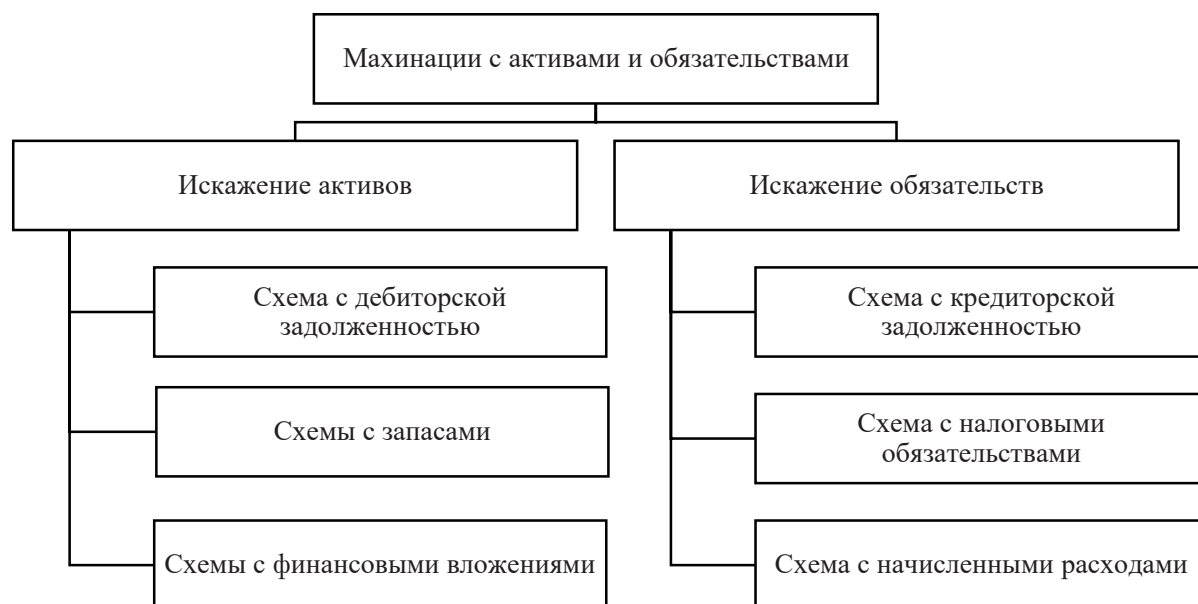 Махинации с активами и обязательствами
Искажение активов
Искажение обязательств
Схема с дебиторской
задолженностью
Схема с кредиторской
задолженностью
Схемы с запасами
Схема с налоговыми
обязательствами
Схемы с финансовыми вложениями
Схема с начисленными расходами